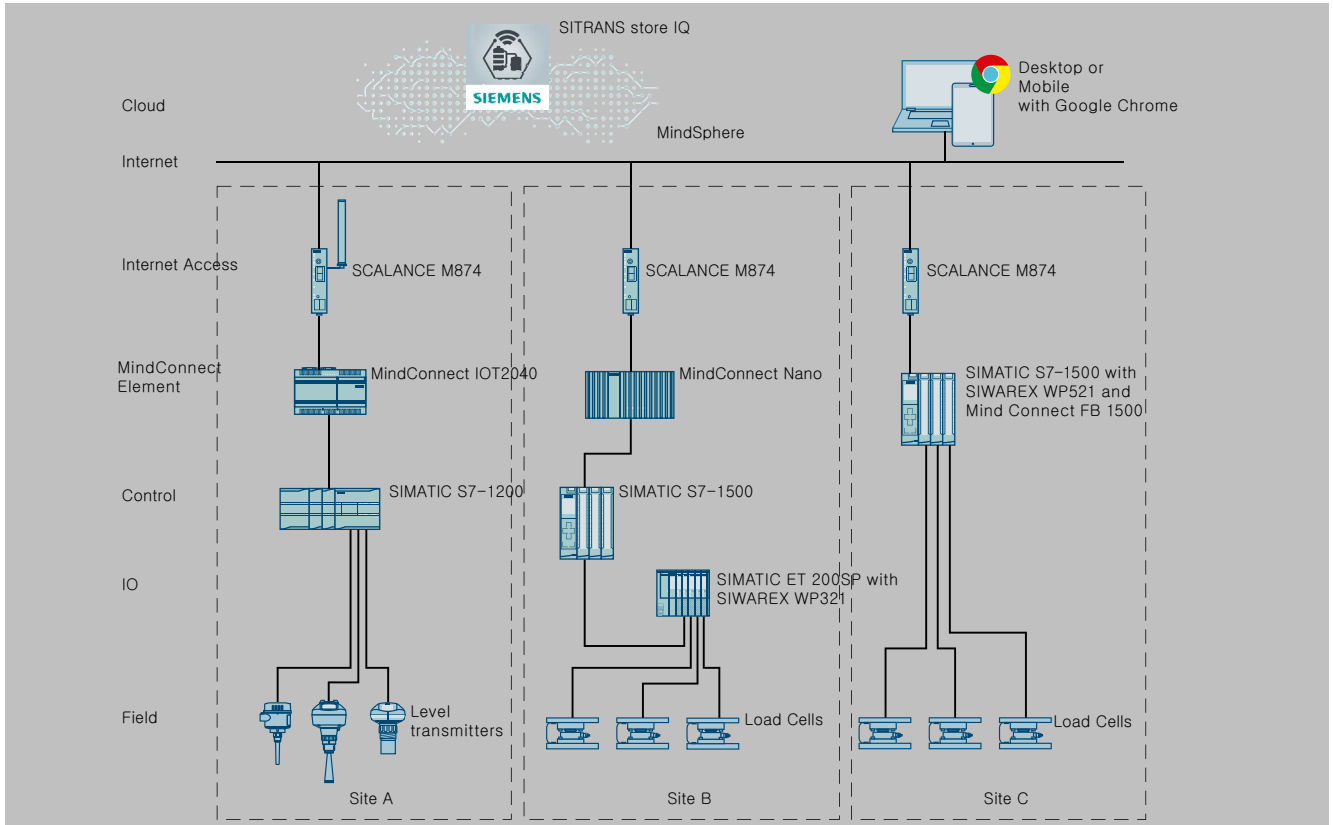 SITRANS store IQ
SIEMENS
Desktop or
Mobile
with Google Chrome
Cloud
MindSphere
Internet
Internet Access
SCALANCE M874
SCALANCE M874
SCALANCE M874
MindConnect
Element
MindConnect IOT2040
MindConnect Nano
SIMATIC S7-1500 with
SIWAREX WP521 and
Mind Connect FB 1500
Control
SIMATIC S7-1200
SIMATIC S7-1500
IO
SIMATIC ET 200SP with
SIWAREX WP321
Field
Level
transmitters
Load Cells
Load Cells
Site A
Site B
Site C